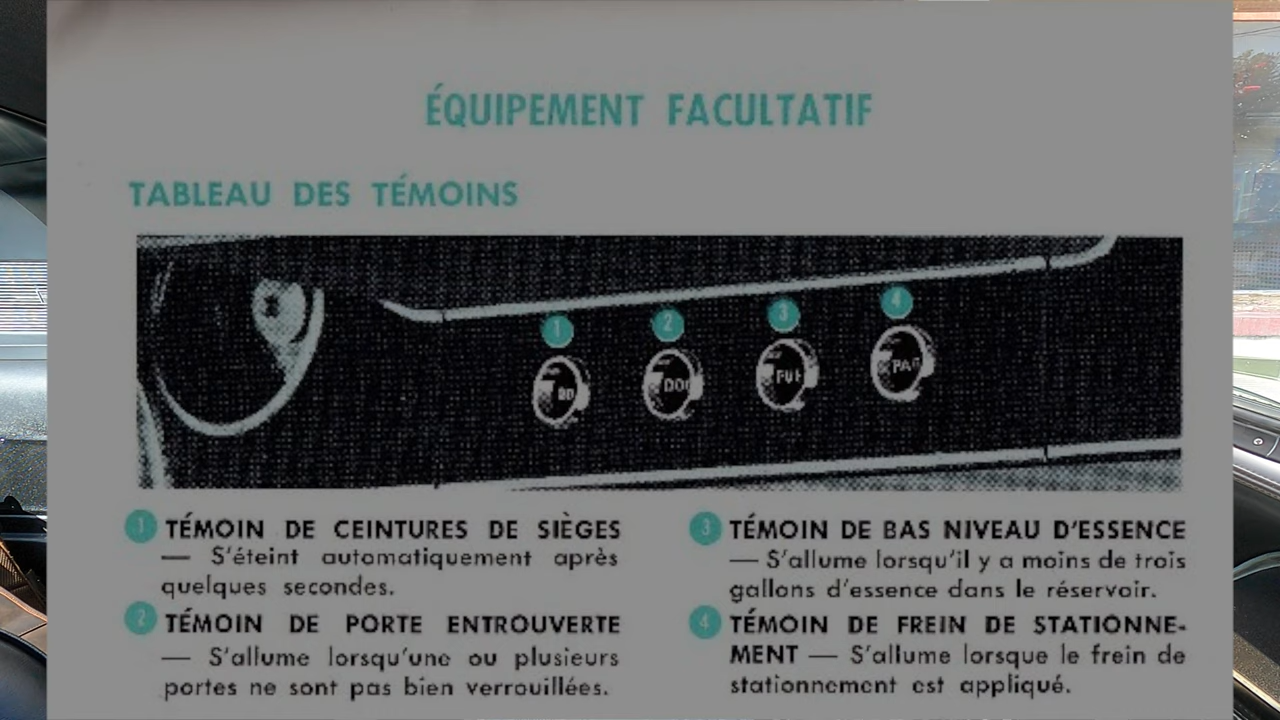 ÉQUIPEMENT FACULTATIF
TABLEAU DES TÉMOINS
1 2 3 4
DOO FUE PAR
1 TÉMOIN DE CEINTURES DE SIÈGES
— S'éteint automatiquement après
quelques secondes.
2 TÉMOIN DE PORTE ENTROUVERTE
— S'allume lorsqu'une ou plusieurs
portes ne sont pas bien verrouillées.
3 TÉMOIN DE BAS NIVEAU D'ESSENCE
— S'allume lorsqu'il y a moins de trois
gallons d'essence dans le réservoir.
4 TÉMOIN DE FREIN DE STATIONNE-
MENT — S'allume lorsque le frein de
stationnement est appliqué.